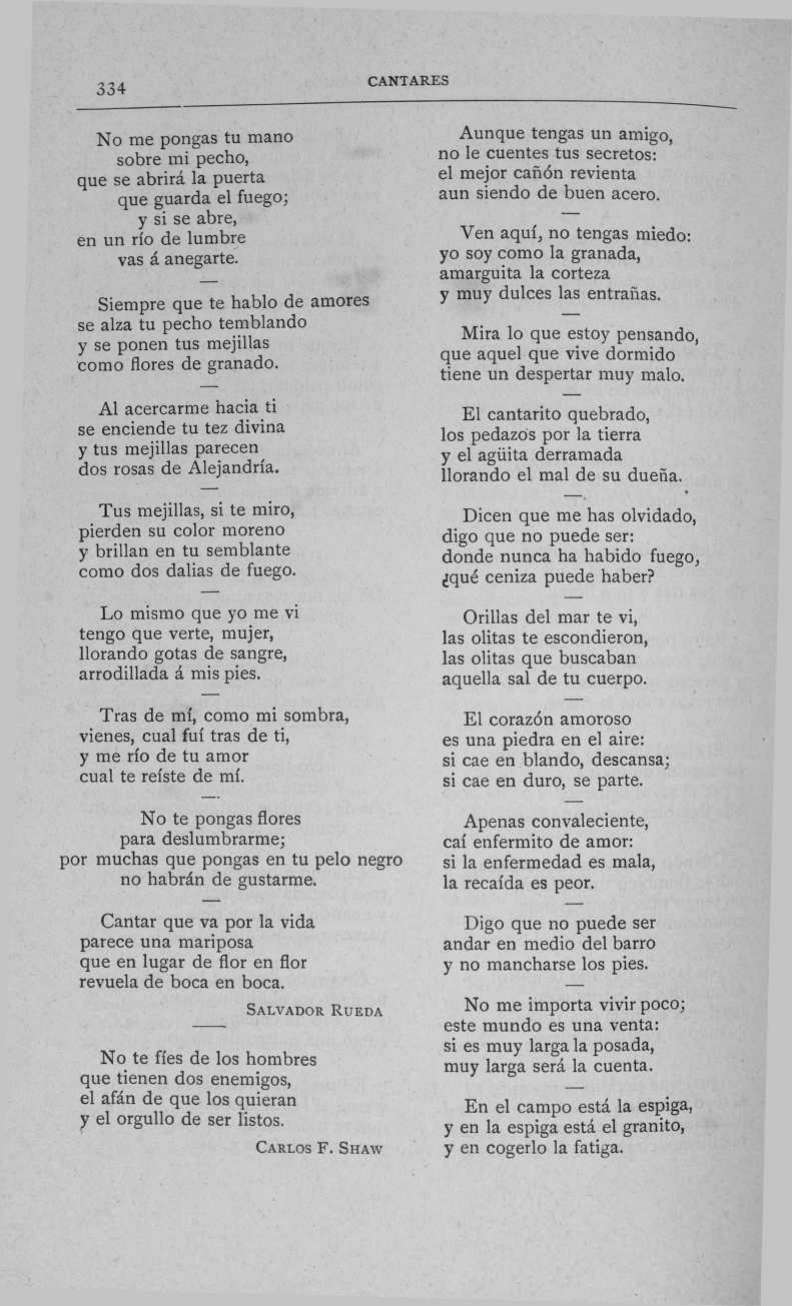 334
CANTARES
No me pongas tu mano
sobre mi pecho,
que se abrirá la puerta
que guarda el fuego;
y si se abre,
en un río de lumbre
vas á anegarte.
—
Siempre que te hablo de amores
se alza tu pecho temblando
y se ponen tus mejillas
como flores de granado.
—
Al acercarme hacia ti
se enciende tu tez divina
y tus mejillas parecen
dos rosas de Alejandría.
—
Tus mejillas, si te miro,
pierden su color moreno
y brillan en tu semblante
como dos dalias de fuego.
—
Lo mismo que yo me vi
tengo que verte, mujer,
llorando gotas de sangre,
arrodillada á mis pies.
—
Tras de mí, como mi sombra,
vienes, cual fuí tras de ti,
y me río de tu amor
cual te reíste de mí.
—
No te pongas flores
para deslumbrarme;
por muchas que pongas en tu pelo negro
no habrán de gustarme.
—
Cantar que va por la vida
parece una mariposa
que en lugar de flor en flor
revuela de boca en boca.
SALVADOR RUEDA
—
No te fíes de los hombres
que tienen dos enemigos,
el afán de que los quieran
y el orgullo de ser listos.
CARLOS F. SHAW
Aunque tengas un amigo,
no le cuentes tus secretos:
el mejor cañón revienta
aun siendo de buen acero.
—
Ven aquí, no tengas miedo:
yo soy como la granada,
amarguita la corteza
y muy dulces las entrañas.
—
Mira lo que estoy pensando,
que aquel que vive dormido
tiene un despertar muy malo.
—
El cantarito quebrado,
los pedazos por la tierra
y el agüita derramada
llorando el mal de su dueña.
—
Dicen que me has olvidado,
digo que no puede ser:
donde nunca ha habido fuego,
¿qué ceniza puede haber?
—
Orillas del mar te vi,
las olitas te escondieron,
las olitas que buscaban
aquella sal de tu cuerpo.
—
El corazón amoroso
es una piedra en el aire:
si cae en blando, descansa;
si cae en duro, se parte.
—
Apenas convaleciente,
caí enfermito de amor:
si la enfermedad es mala,
la recaída es peor.
—
Digo que no puede ser
andar en medio del barro
y no mancharse los pies.
—
No me importa vivir poco;
este mundo es una venta:
si es muy larga la posada,
muy larga será la cuenta.
—
En el campo está la espiga,
y en la espiga está el granito,
y en cogerlo la fatiga.